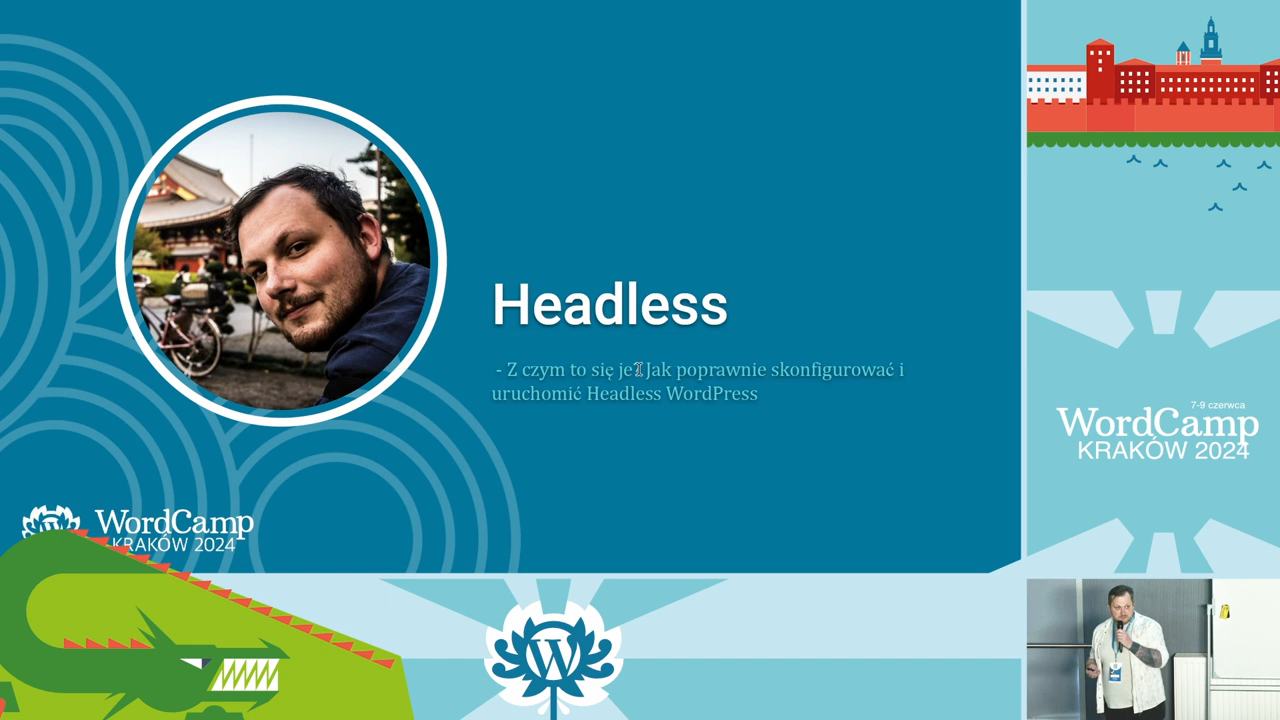 Headless
- Z czym to się je? Jak poprawnie skonfigurować i
uruchomić Headless WordPress
WordCamp
KRAKÓW 2024
7-9 czerwca
WordCamp
KRAKÓW 2024